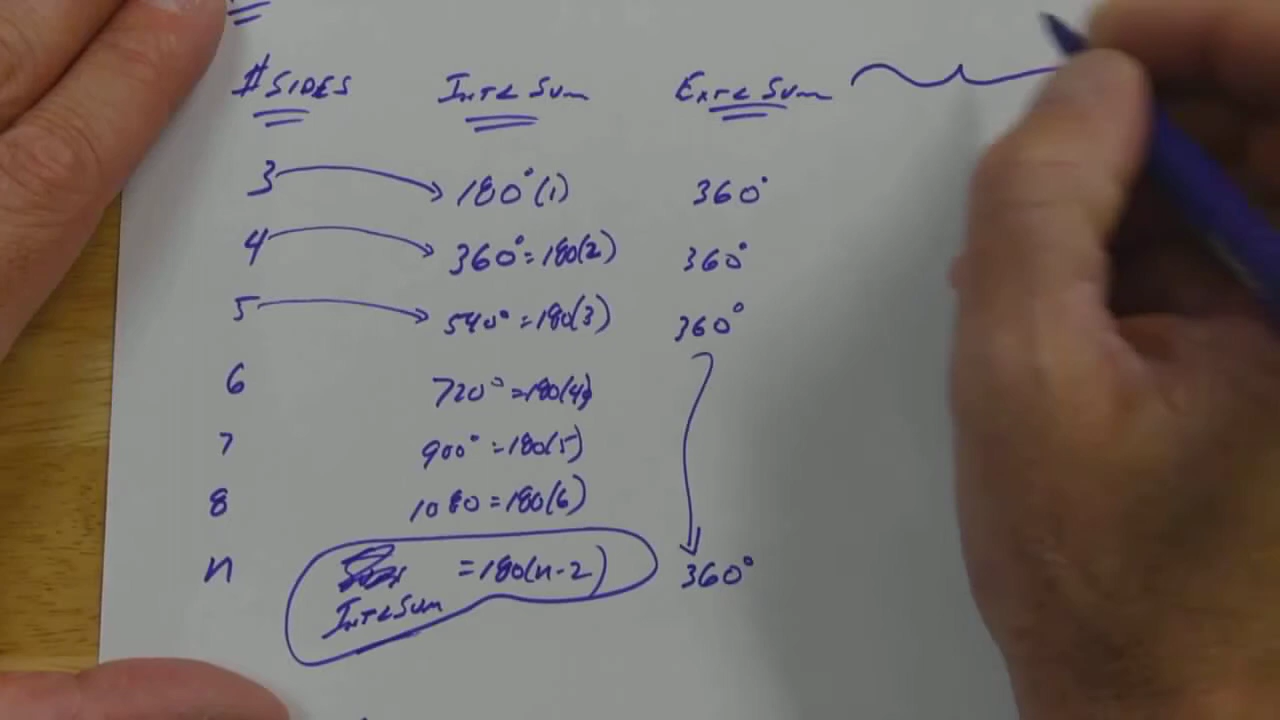 # SIDES INT∠ SUM EXT∠ SUM
3 180°(1) 360°
4 360°=180(2) 360°
5 540°=180(3) 360°
6 720°=180(4)
7 900°=180(5)
8 1080=180(6)
n =180(n-2) 360°
INT∠SUM